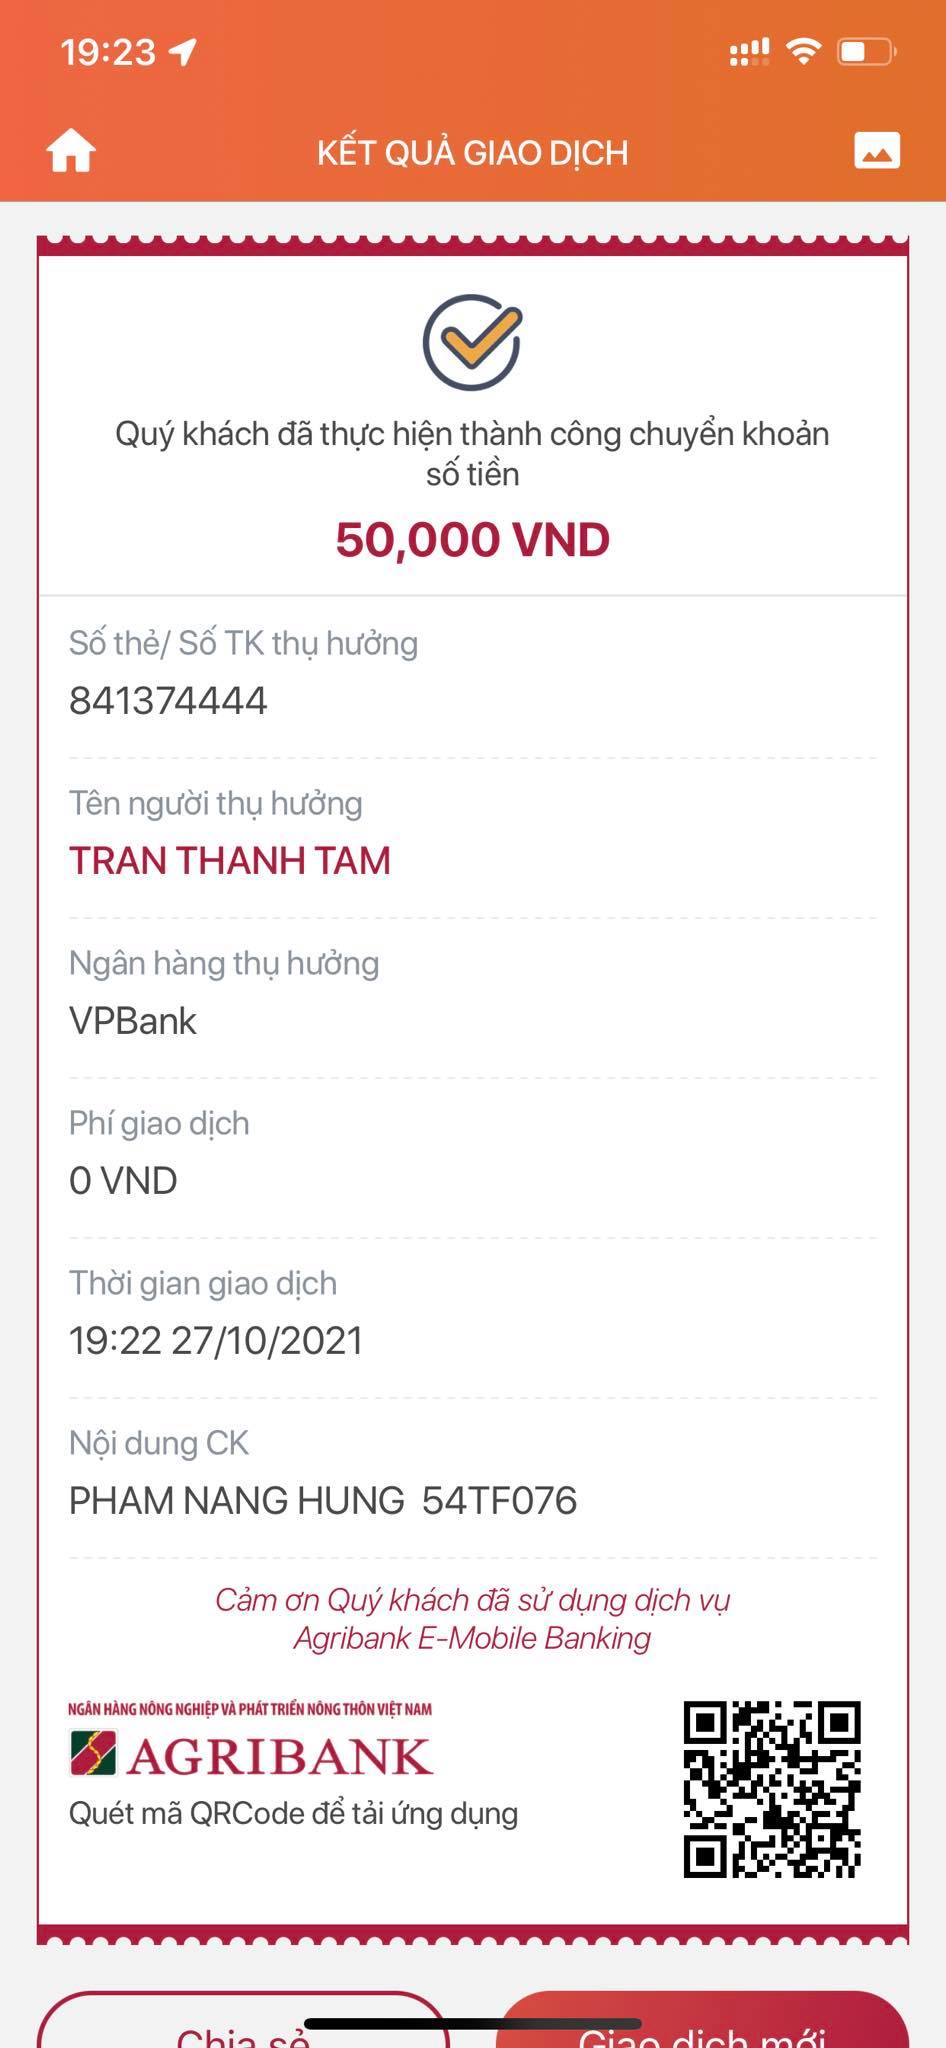 19:23
KẾT QUẢ GIAO DỊCH
Quý khách đã thực hiện thành công chuyển khoản
số tiền
50,000 VND
Số thẻ/ Số TK thụ hưởng
841374444
Tên người thụ hưởng
TRAN THANH TAM
Ngân hàng thụ hưởng
VPBank
Phí giao dịch
0 VND
Thời gian giao dịch
19:22 27/10/2021
Nội dung CK
PHAM NANG HUNG  54TF076
Cảm ơn Quý khách đã sử dụng dịch vụ
Agribank E-Mobile Banking
NGÂN HÀNG NÔNG NGHIỆP VÀ PHÁT TRIỂN NÔNG THÔN VIỆT NAM
AGRIBANK
Quét mã QRCode để tải ứng dụng
Chia sẻ
Giao dịch mới